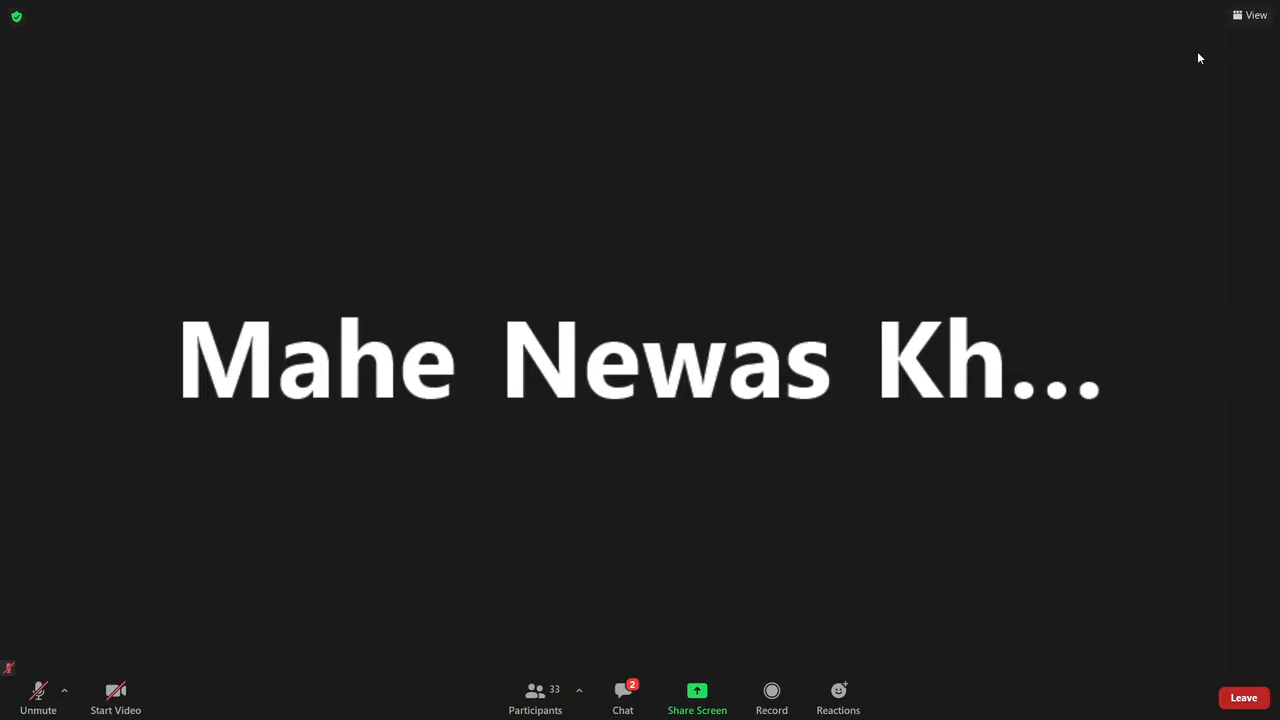 View
Mahe Newas Kh...
Unmute
Start Video
33
Participants
2
Chat
Share Screen
Record
Reactions
Leave